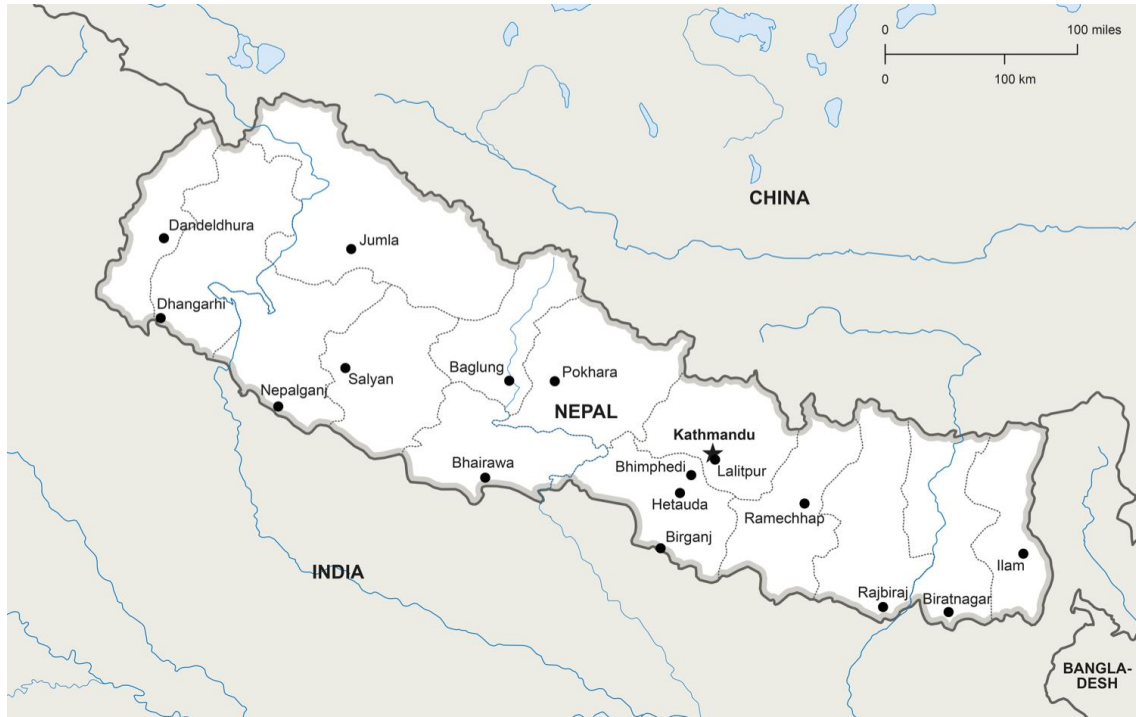 0 100 miles
0 100 km
CHINA
Dandeldhura
Jumla
Dhangarhi
Baglung
Pokhara
Salyan
Nepalganj
NEPAL
Kathmandu
Bhairawa
Bhimphedi
Lalitpur
Hetauda
Ramechhap
Birganj
INDIA
Ilam
Rajbiraj
Biratnagar
BANGLA-
DESH